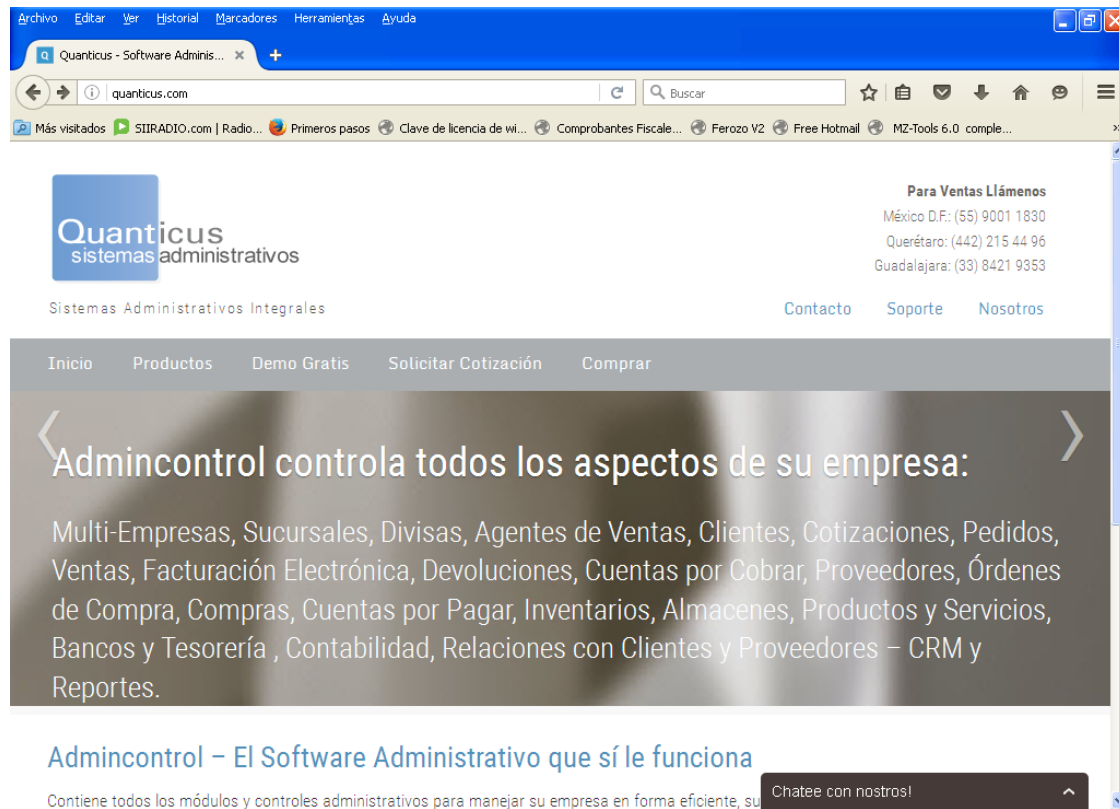 Archivo Editar Ver Historial Marcadores Herramientas Ayuda
Q Quanticus - Software Adminis...
quanticus.com
Buscar
Más visitados SIIRADIO.com | Radio... Primeros pasos Clave de licencia de wi... Comprobantes Fiscale... Ferozo V2 Free Hotmail MZ-Tools 6.0 comple...
Quanticus
sistemas administrativos
Sistemas Administrativos Integrales
Para Ventas Llámenos
México D.F.: (55) 9001 1830
Querétaro: (442) 215 44 96
Guadalajara: (33) 8421 9353
Contacto Soporte Nosotros
Inicio Productos Demo Gratis Solicitar Cotización Comprar
Admincontrol controla todos los aspectos de su empresa:
Multi-Empresas, Sucursales, Divisas, Agentes de Ventas, Clientes, Cotizaciones, Pedidos,
Ventas, Facturación Electrónica, Devoluciones, Cuentas por Cobrar, Proveedores, Órdenes
de Compra, Compras, Cuentas por Pagar, Inventarios, Almacenes, Productos y Servicios,
Bancos y Tesorería , Contabilidad, Relaciones con Clientes y Proveedores – CRM y
Reportes.
Admincontrol – El Software Administrativo que sí le funciona
Contiene todos los módulos y controles administrativos para manejar su empresa en forma eficiente, su
Chatee con nostros!